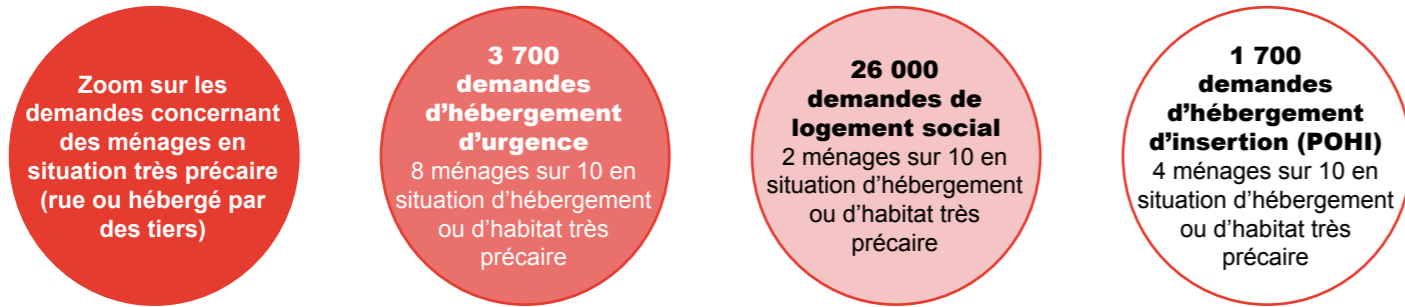 Zoom sur les
demandes concernant
des ménages en
situation très précaire
(rue ou hébergé par
des tiers)
3 700
demandes
d’hébergement
d’urgence
8 ménages sur 10 en
situation d’hébergement
ou d’habitat très
précaire
26 000
demandes de
logement social
2 ménages sur 10 en
situation d’hébergement
ou d’habitat très
précaire
1 700
demandes
d’hébergement
d’insertion (POHI)
4 ménages sur 10 en
situation d’hébergement
ou d’habitat très
précaire